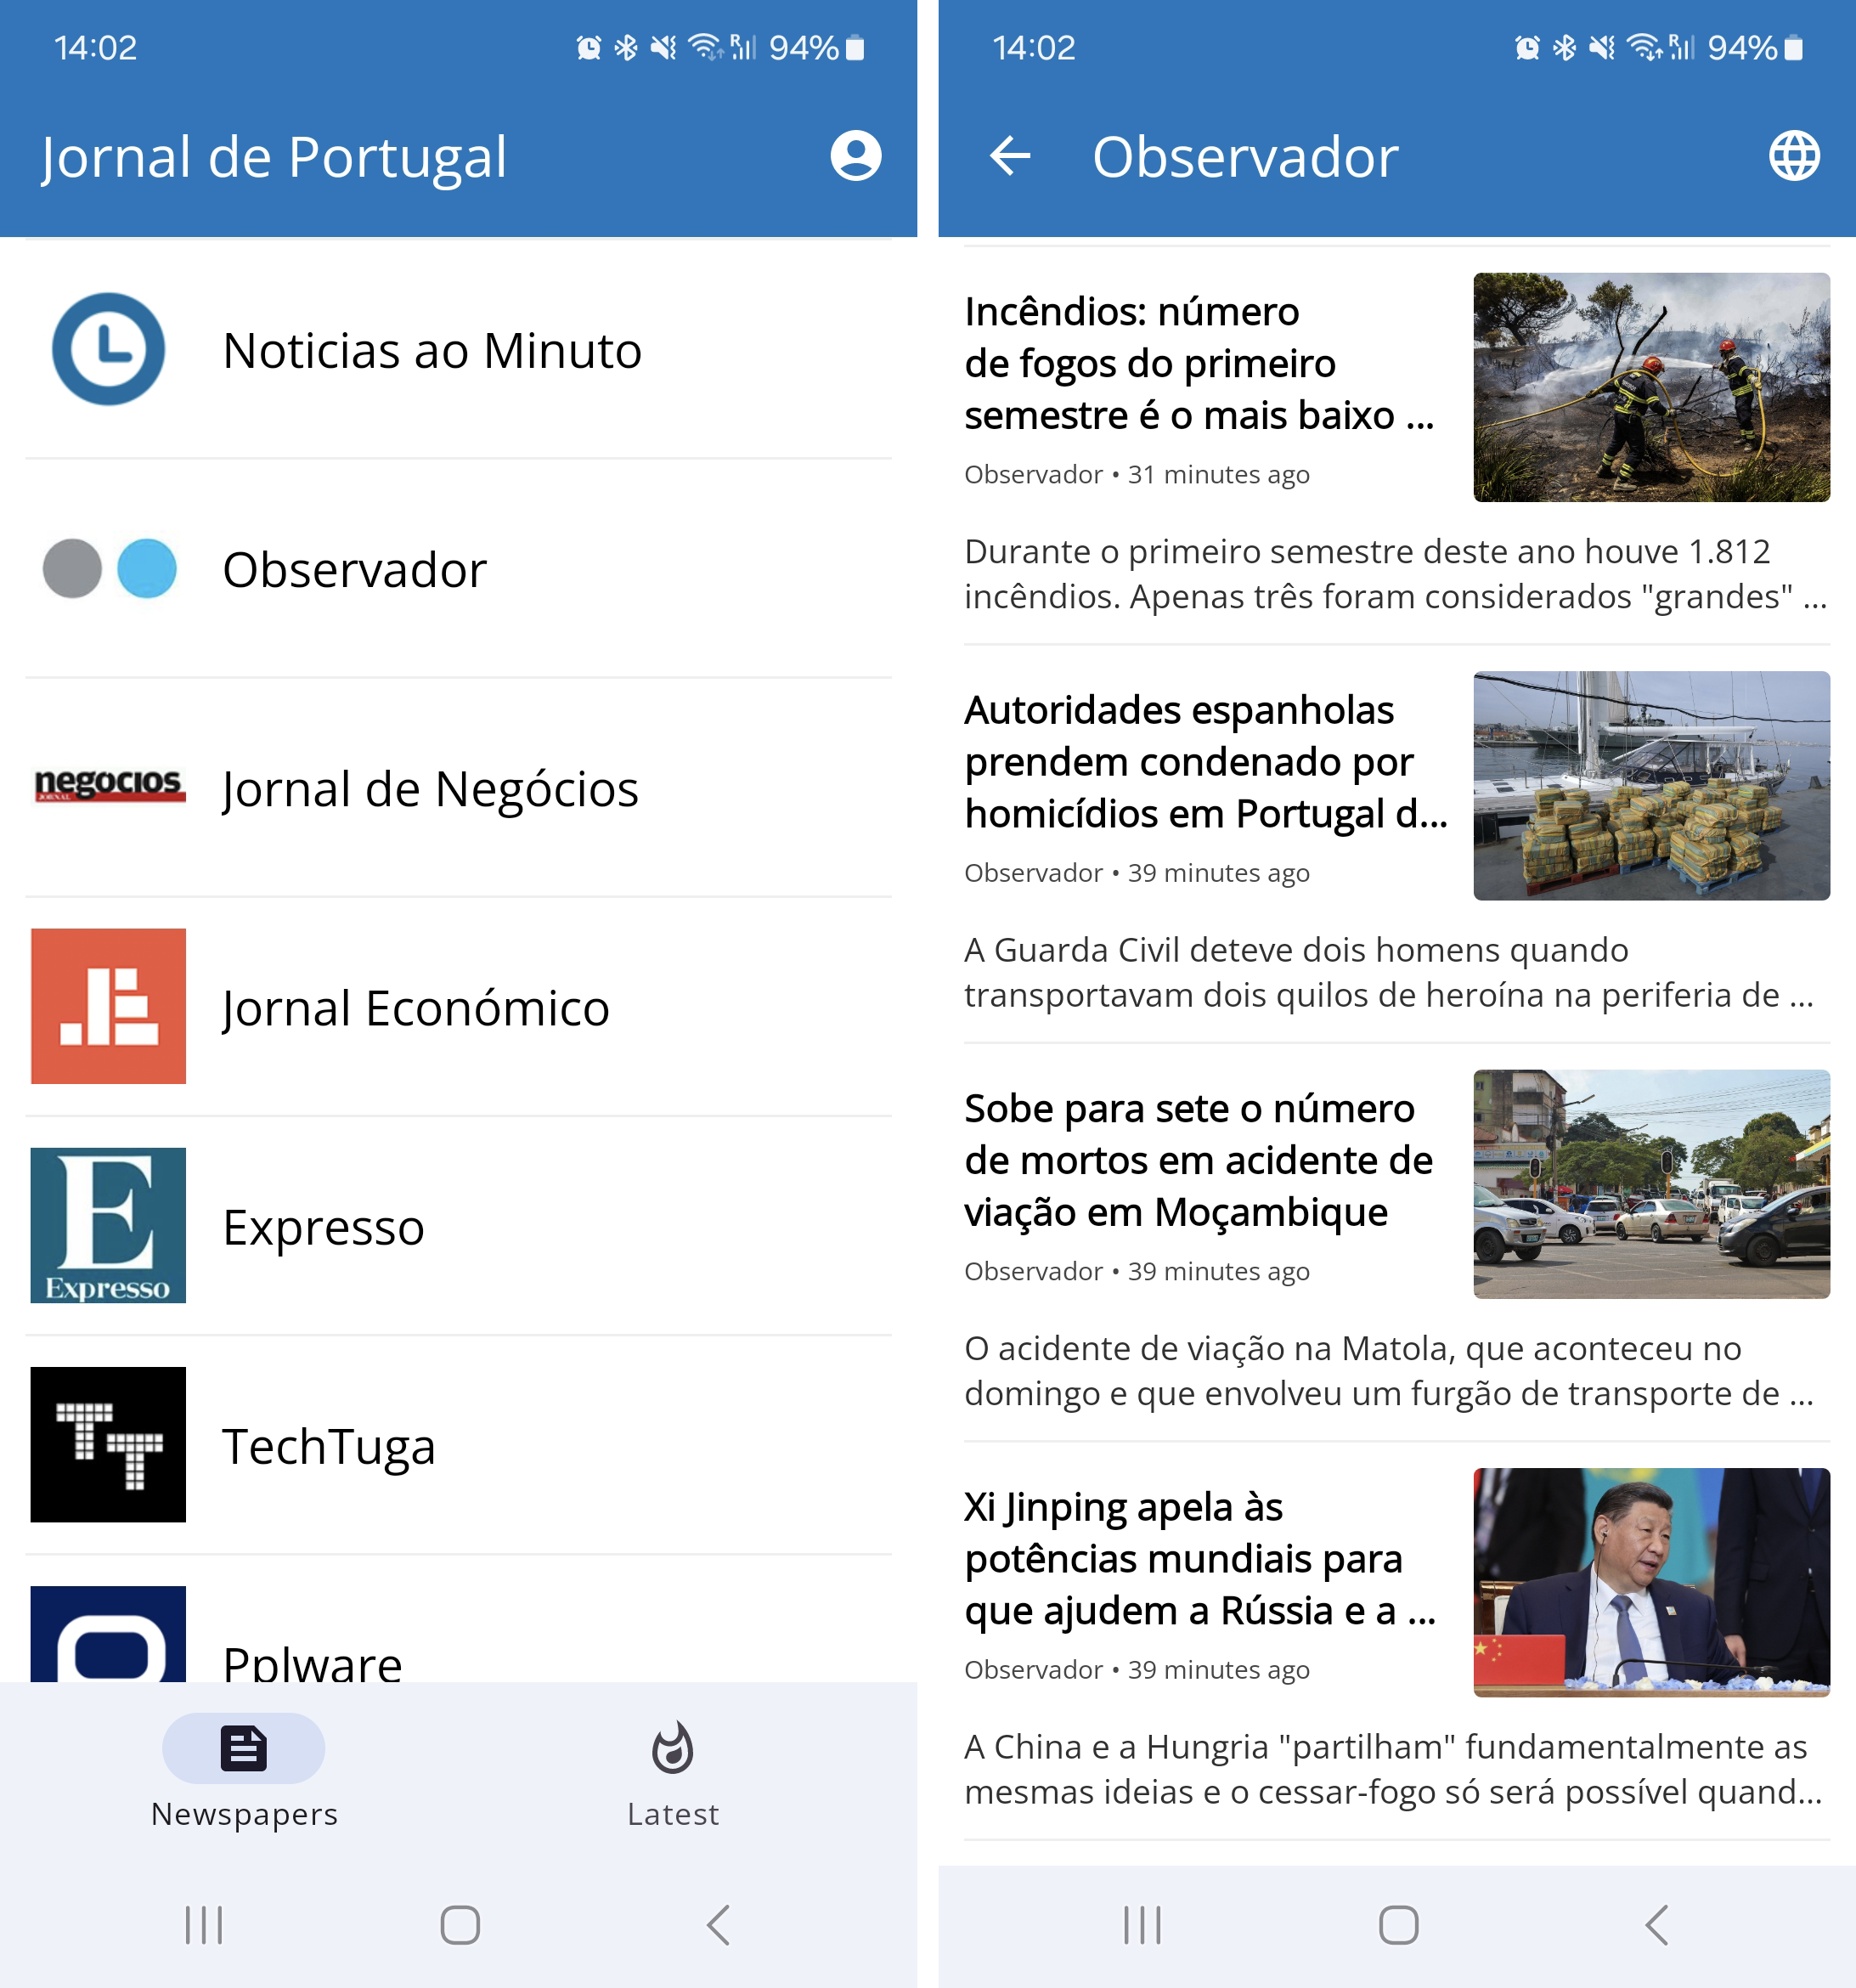 14:02
R
94%
Jornal de Portugal
Noticias ao Minuto
Observador
negocios
JORNAL
Jornal de Negócios
Jornal Económico
E
Expresso
Expresso
TT
TechTuga
Pplware
Newspapers
Latest
14:02
R
94%
Observador
Incêndios: número
de fogos do primeiro
semestre é o mais baixo ...
Observador • 31 minutes ago
Durante o primeiro semestre deste ano houve 1.812
incêndios. Apenas três foram considerados "grandes" ...
Autoridades espanholas
prendem condenado por
homicídios em Portugal d...
Observador • 39 minutes ago
A Guarda Civil deteve dois homens quando
transportavam dois quilos de heroína na periferia de ...
Sobe para sete o número
de mortos em acidente de
viação em Moçambique
Observador • 39 minutes ago
O acidente de viação na Matola, que aconteceu no
domingo e que envolveu um furgão de transporte de ...
Xi Jinping apela às
potências mundiais para
que ajudem a Rússia e a ...
Observador • 39 minutes ago
A China e a Hungria "partilham" fundamentalmente as
mesmas ideias e o cessar-fogo só será possível quand...